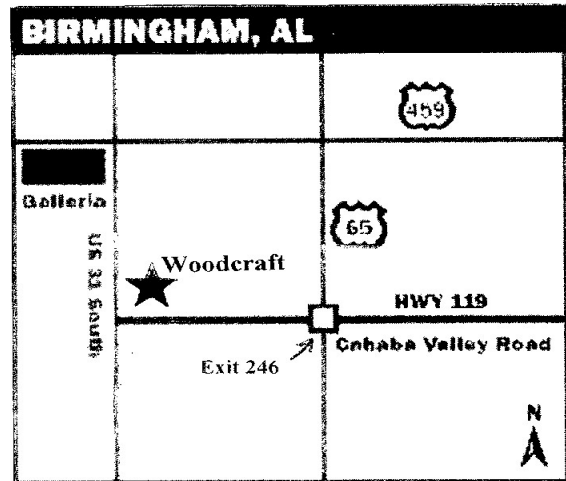 BIRMINGHAM, AL
459
Galleria
65
US 31 South
Woodcraft
HWY 119
Cahaba Valley Road
Exit 246
N